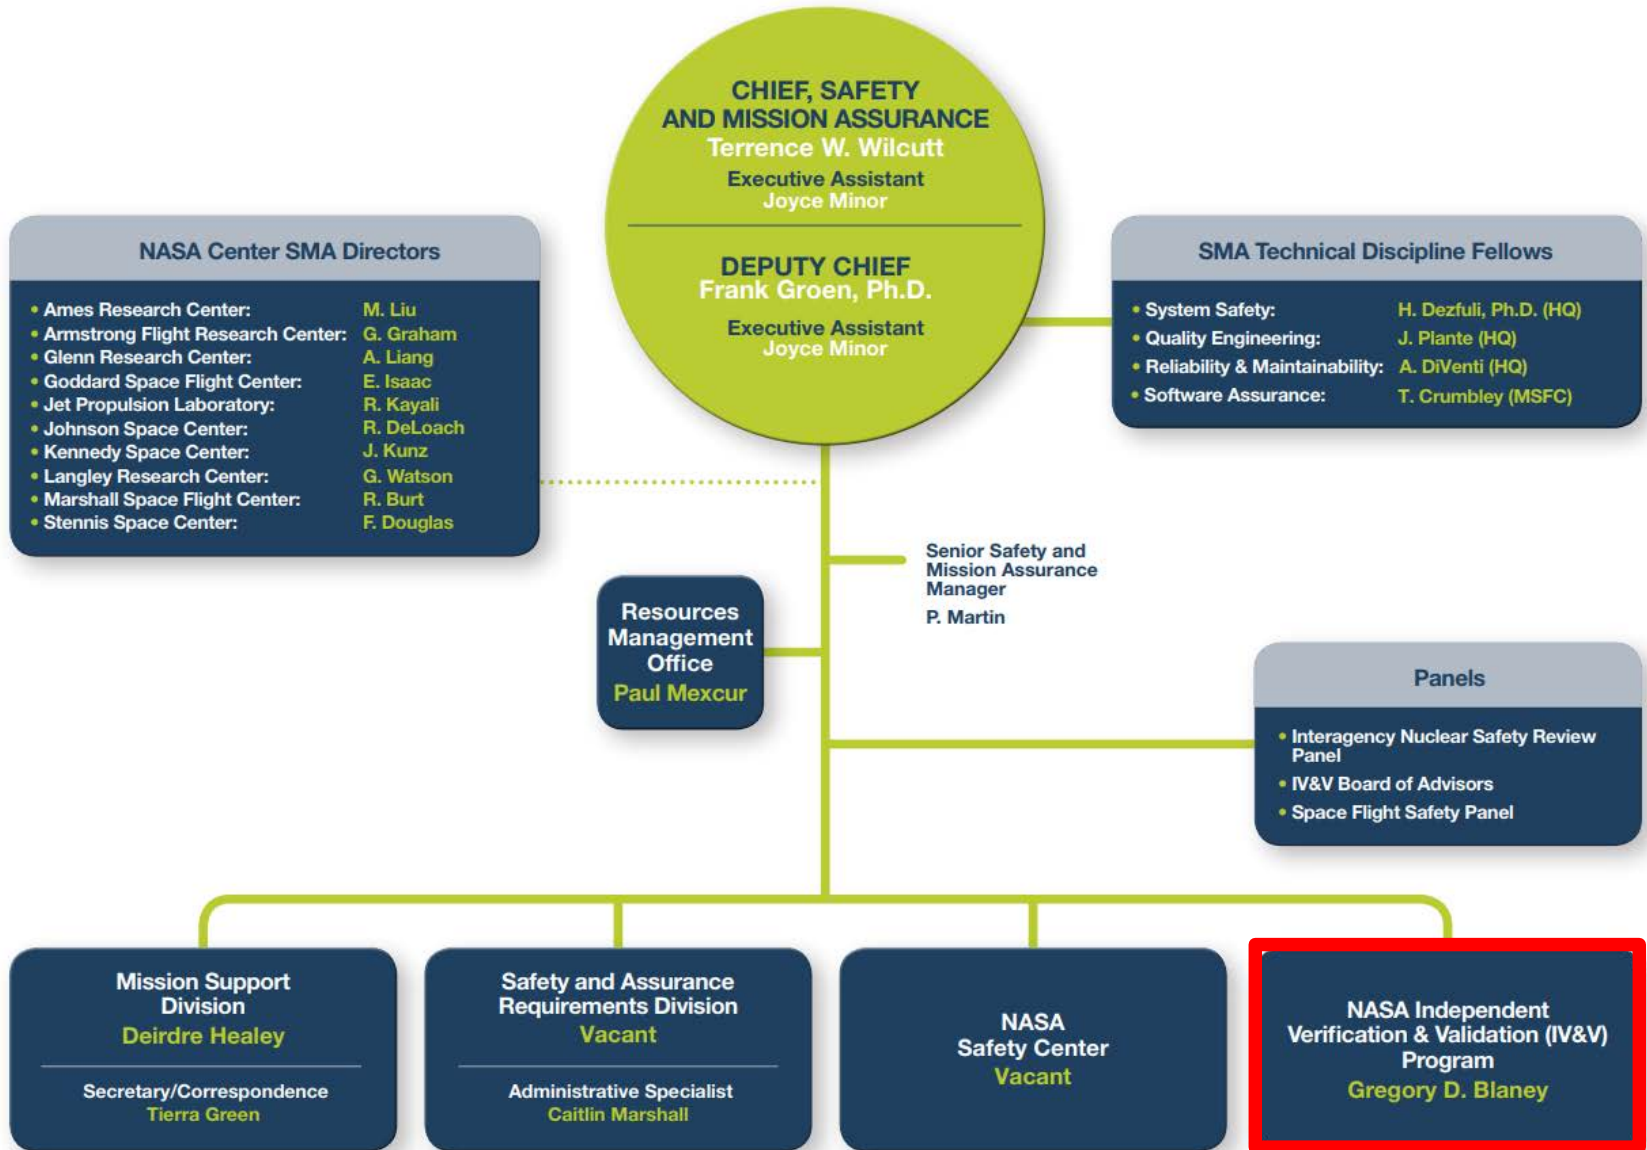 CHIEF, SAFETY
AND MISSION ASSURANCE
Terrence W. Wilcutt
Executive Assistant
Joyce Minor
DEPUTY CHIEF
Frank Groen, Ph.D.
Executive Assistant
Joyce Minor
NASA Center SMA Directors
• Ames Research Center: M. Liu
• Armstrong Flight Research Center: G. Graham
• Glenn Research Center: A. Liang
• Goddard Space Flight Center: E. Isaac
• Jet Propulsion Laboratory: R. Kayali
• Johnson Space Center: R. DeLoach
• Kennedy Space Center: J. Kunz
• Langley Research Center: G. Watson
• Marshall Space Flight Center: R. Burt
• Stennis Space Center: F. Douglas
SMA Technical Discipline Fellows
• System Safety: H. Dezfuli, Ph.D. (HQ)
• Quality Engineering: J. Plante (HQ)
• Reliability & Maintainability: A. DiVenti (HQ)
• Software Assurance: T. Crumbley (MSFC)
Senior Safety and
Mission Assurance
Manager
P. Martin
Resources
Management
Office
Paul Mexcur
Panels
• Interagency Nuclear Safety Review
Panel
• IV&V Board of Advisors
• Space Flight Safety Panel
Mission Support
Division
Deirdre Healey
Secretary/Correspondence
Tierra Green
Safety and Assurance
Requirements Division
Vacant
Administrative Specialist
Caitlin Marshall
NASA
Safety Center
Vacant
NASA Independent
Verification & Validation (IV&V)
Program
Gregory D. Blaney